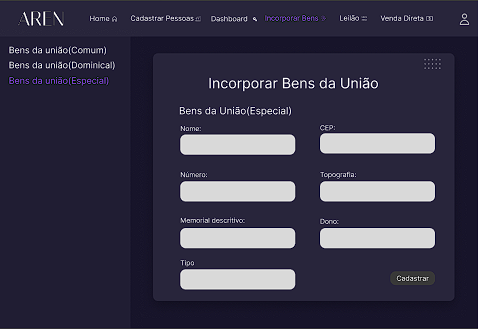 AREN Home Cadastrar Pessoas Dashboard Incorporar Bens Leilão Venda Direta
Bens da união(Comum)
Bens da união(Dominical)
Bens da união(Especial)
Incorporar Bens da União
Bens da União(Especial)
Nome: CEP:
Número: Topografia:
Memorial descritivo: Dono:
Tipo
Cadastrar